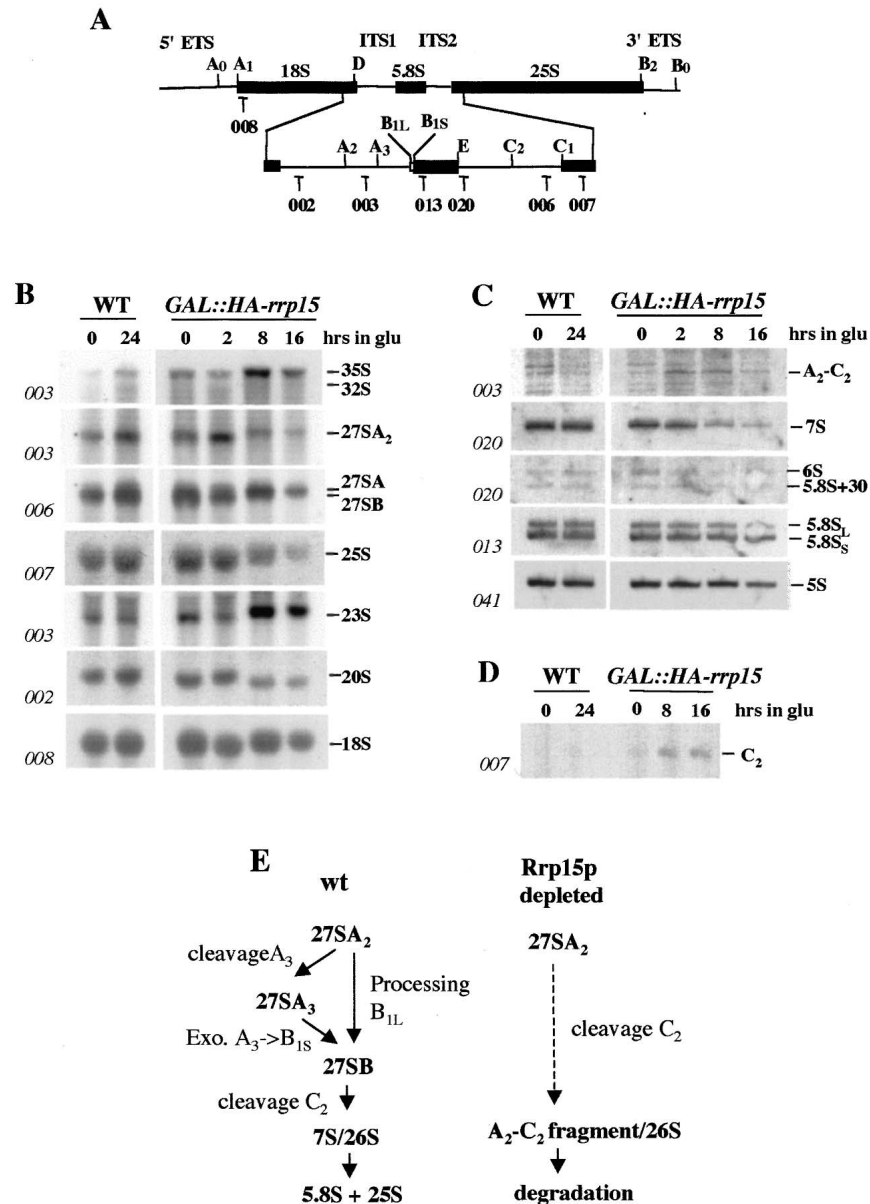 A
5' ETS ITS1 ITS2 3' ETS
A0 A1 18S D 5.8S 25S B2 B0
008 B1L B1S
A2 A3 E C2 C1
002 003 013 020 006 007
B
WT GAL::HA-rrp15
0 24 0 2 8 16 hrs in glu
35S
32S
003
27SA2
003
27SA
27SB
006
25S
007
23S
003
20S
002
18S
008
C
WT GAL::HA-rrp15
0 24 0 2 8 16 hrs in glu
A2-C2
003
7S
020
6S
5.8S+30
020
5.8SL
5.8SS
013
5S
041
D
WT GAL::HA-rrp15
0 24 0 8 16 hrs in glu
C2
007
E
wt
27SA2
cleavageA3
Processing
B1L
27SA3
Exo. A3->B1S
27SB
cleavage C2
7S/26S
5.8S + 25S
Rrp15p
depleted
27SA2
cleavage C2
A2-C2 fragment/26S
degradation